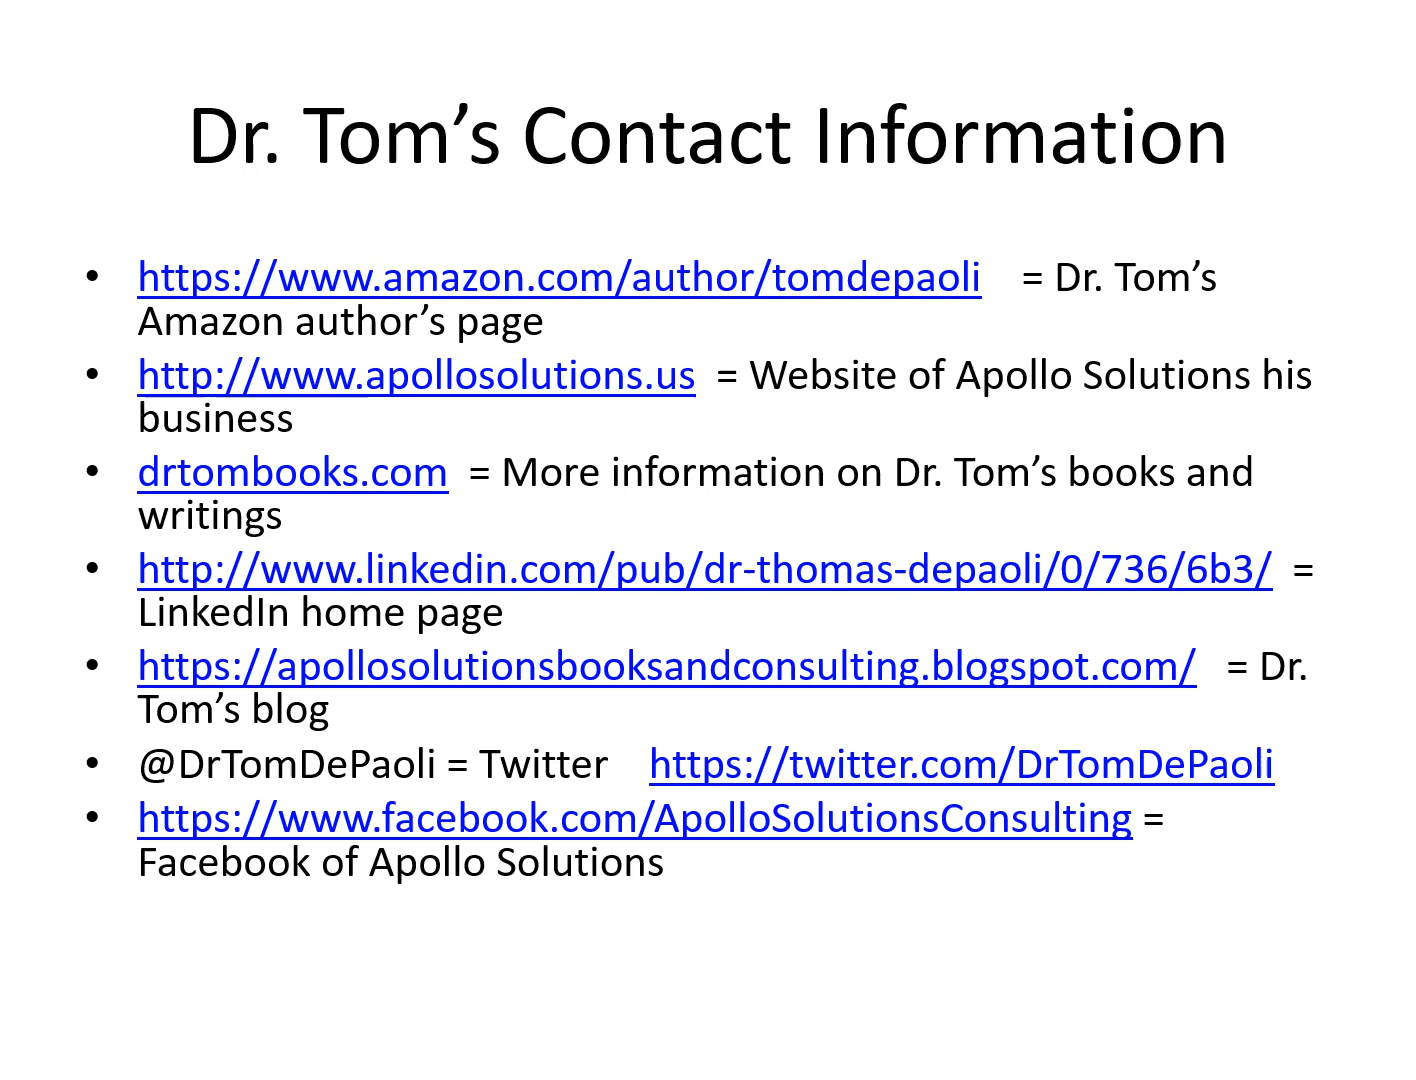 Dr. Tom’s Contact Information
• https://www.amazon.com/author/tomdepaoli = Dr. Tom’s
Amazon author’s page
• http://www.apollosolutions.us = Website of Apollo Solutions his
business
• drtombooks.com = More information on Dr. Tom’s books and
writings
• http://www.linkedin.com/pub/dr-thomas-depaoli/0/736/6b3/ =
LinkedIn home page
• https://apollosolutionsbooksandconsulting.blogspot.com/ = Dr.
Tom’s blog
• @DrTomDePaoli = Twitter https://twitter.com/DrTomDePaoli
• https://www.facebook.com/ApolloSolutionsConsulting =
Facebook of Apollo Solutions